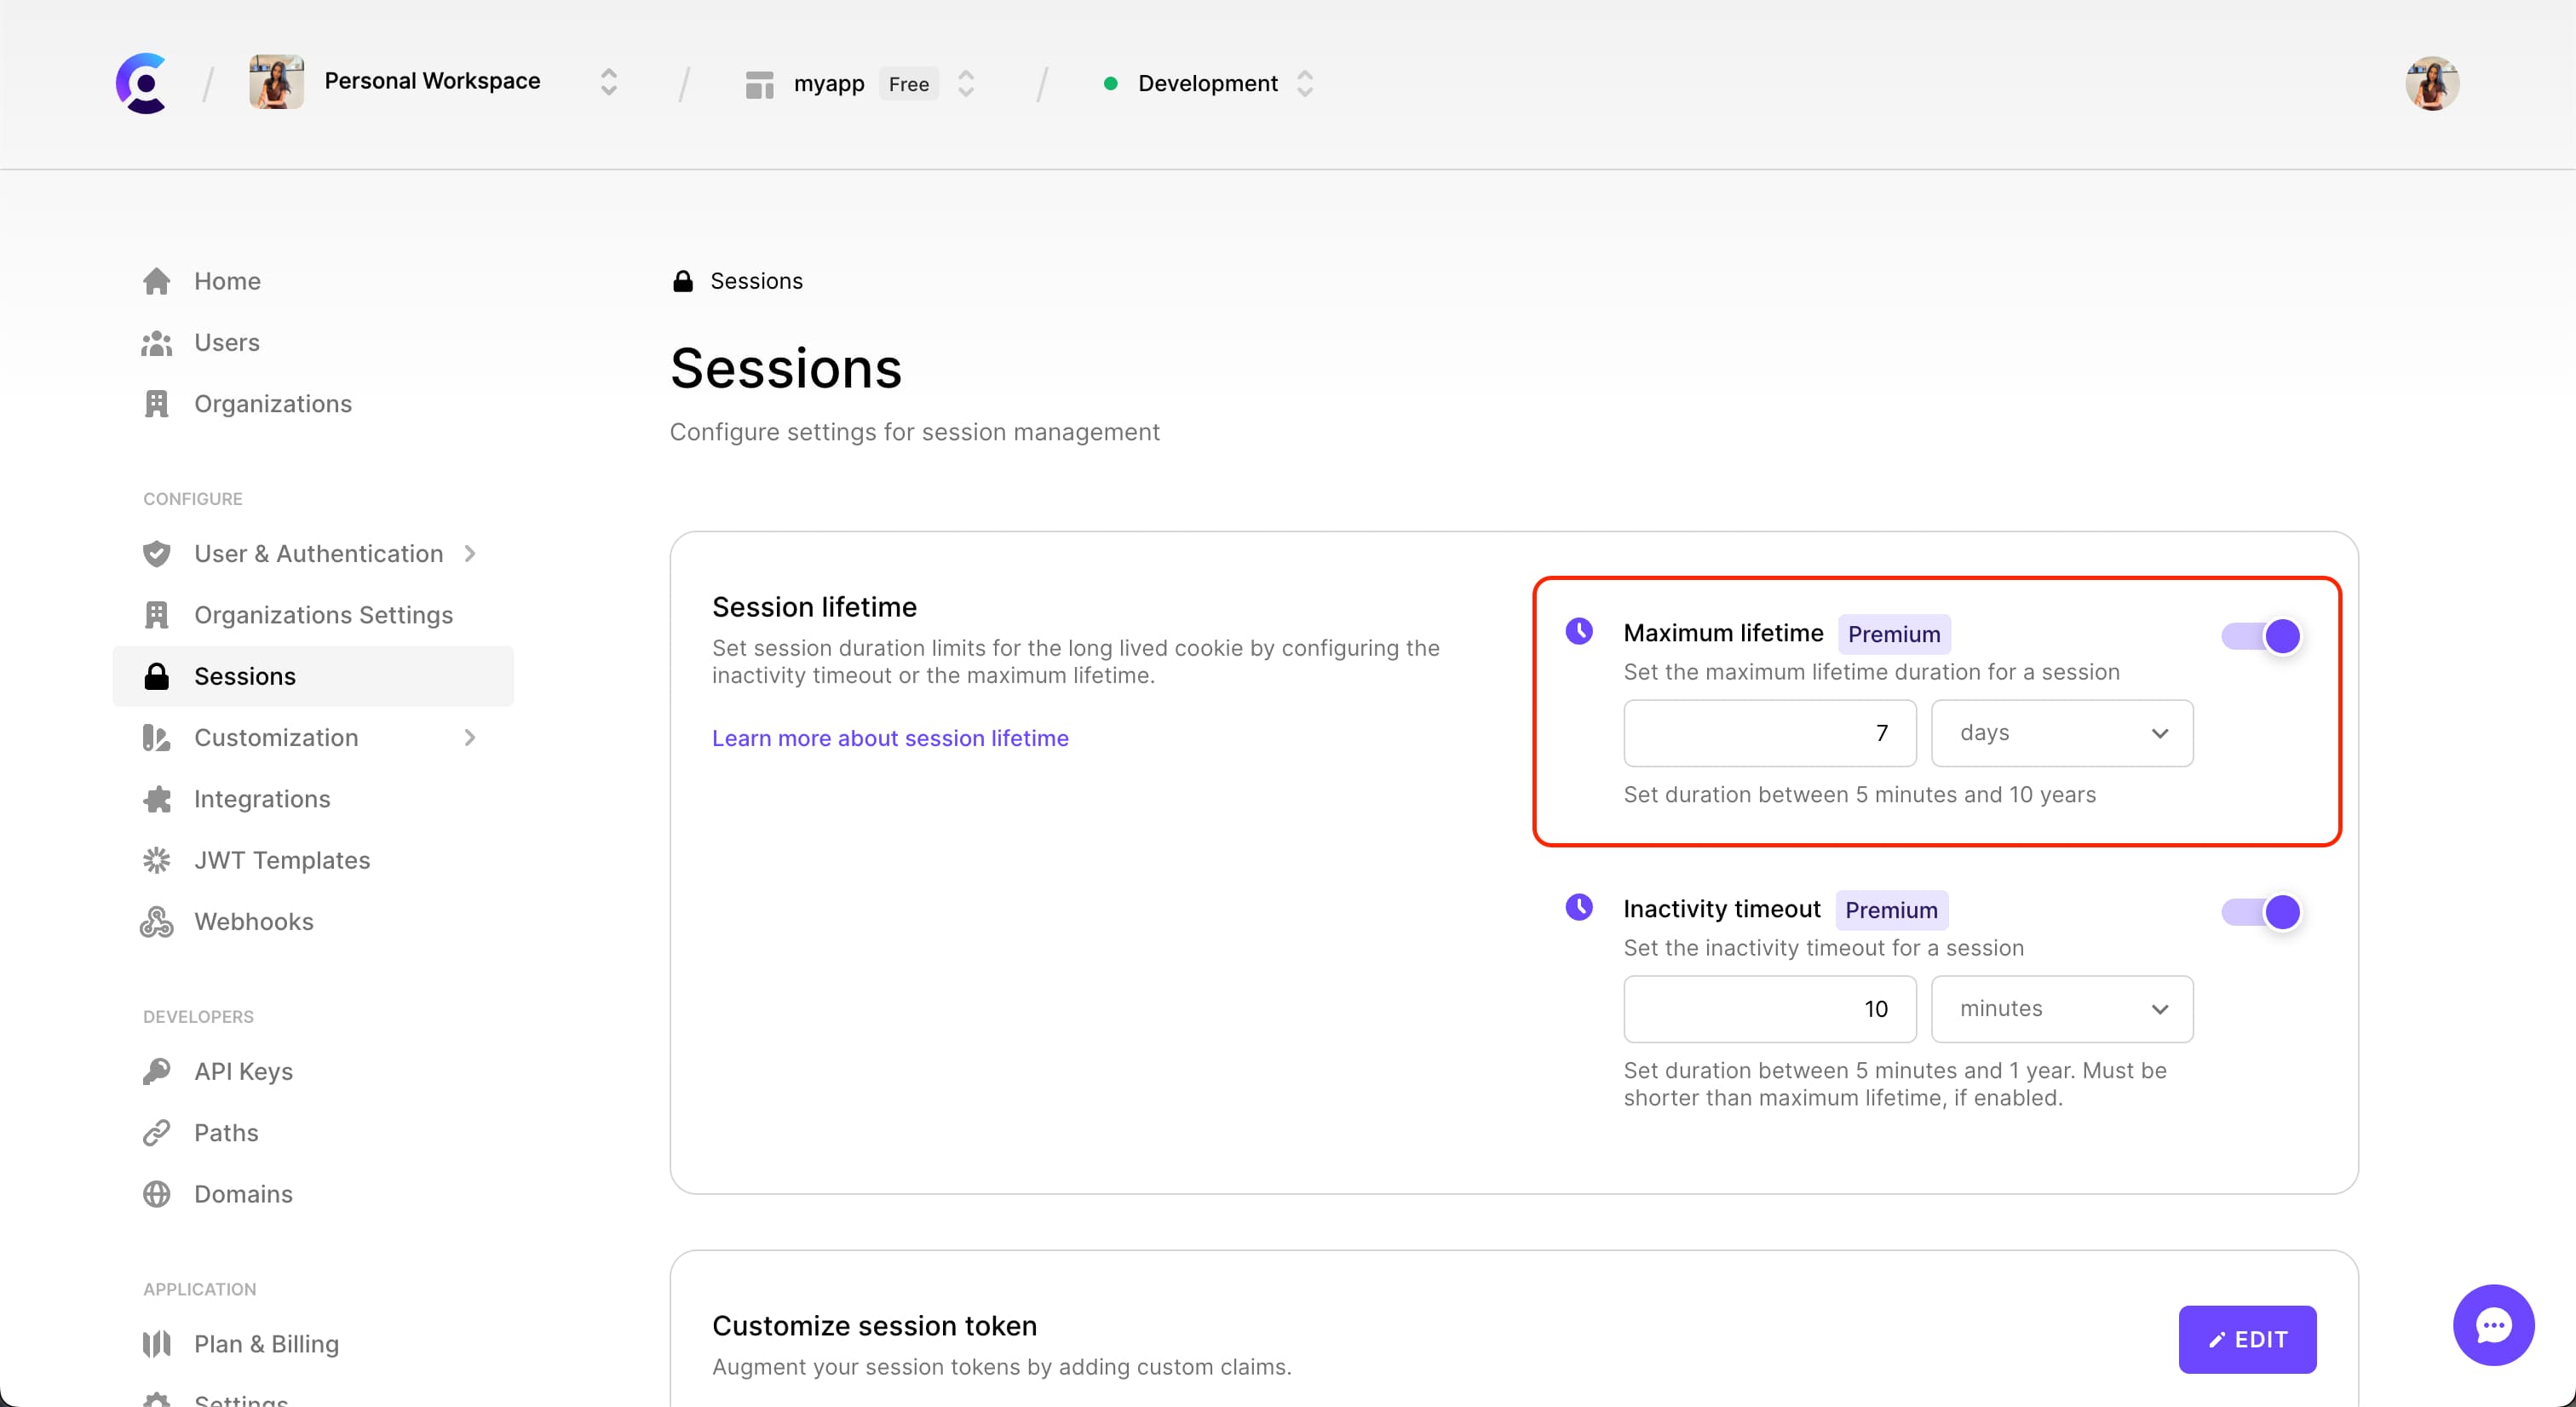 Personal Workspace
myapp Free
Development
Home
Users
Organizations
CONFIGURE
User & Authentication
Organizations Settings
Sessions
Customization
Integrations
JWT Templates
Webhooks
DEVELOPERS
API Keys
Paths
Domains
APPLICATION
Plan & Billing
Settings
Sessions
Sessions
Configure settings for session management
Session lifetime
Set session duration limits for the long lived cookie by configuring the
inactivity timeout or the maximum lifetime.
Learn more about session lifetime
Maximum lifetime Premium
Set the maximum lifetime duration for a session
7 days
Set duration between 5 minutes and 10 years
Inactivity timeout Premium
Set the inactivity timeout for a session
10 minutes
Set duration between 5 minutes and 1 year. Must be
shorter than maximum lifetime, if enabled.
Customize session token
Augment your session tokens by adding custom claims.
EDIT